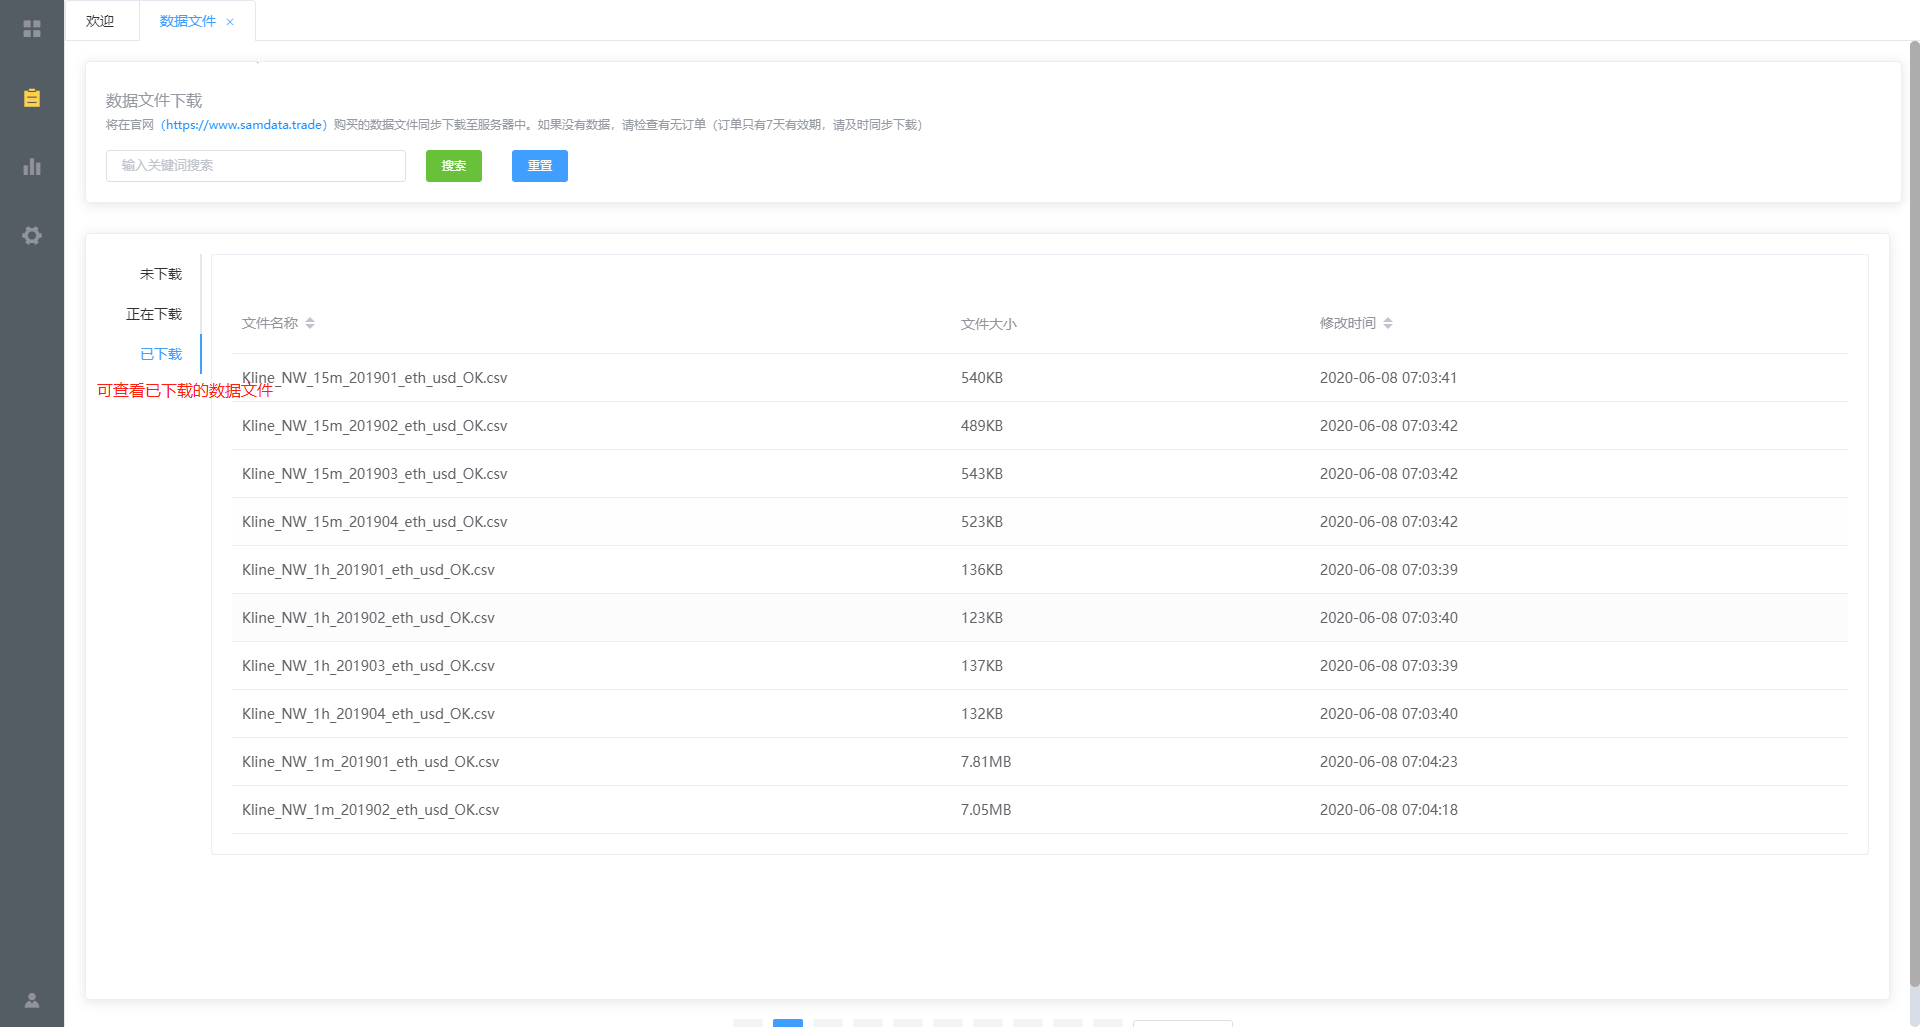 欢迎
数据文件 ×
数据文件下载
将在官网（https://www.samdata.trade）购买的数据文件同步下载至服务器中。如果没有数据，请检查有无订单（订单只有7天有效期，请及时同步下载）
输入关键词搜索 搜索 重置
未下载
正在下载
已下载
可查看已下载的数据文件
文件名称 文件大小 修改时间
Kline_NW_15m_201901_eth_usd_OK.csv 540KB 2020-06-08 07:03:41
Kline_NW_15m_201902_eth_usd_OK.csv 489KB 2020-06-08 07:03:42
Kline_NW_15m_201903_eth_usd_OK.csv 543KB 2020-06-08 07:03:42
Kline_NW_15m_201904_eth_usd_OK.csv 523KB 2020-06-08 07:03:42
Kline_NW_1h_201901_eth_usd_OK.csv 136KB 2020-06-08 07:03:39
Kline_NW_1h_201902_eth_usd_OK.csv 123KB 2020-06-08 07:03:40
Kline_NW_1h_201903_eth_usd_OK.csv 137KB 2020-06-08 07:03:39
Kline_NW_1h_201904_eth_usd_OK.csv 132KB 2020-06-08 07:03:40
Kline_NW_1m_201901_eth_usd_OK.csv 7.81MB 2020-06-08 07:04:23
Kline_NW_1m_201902_eth_usd_OK.csv 7.05MB 2020-06-08 07:04:18